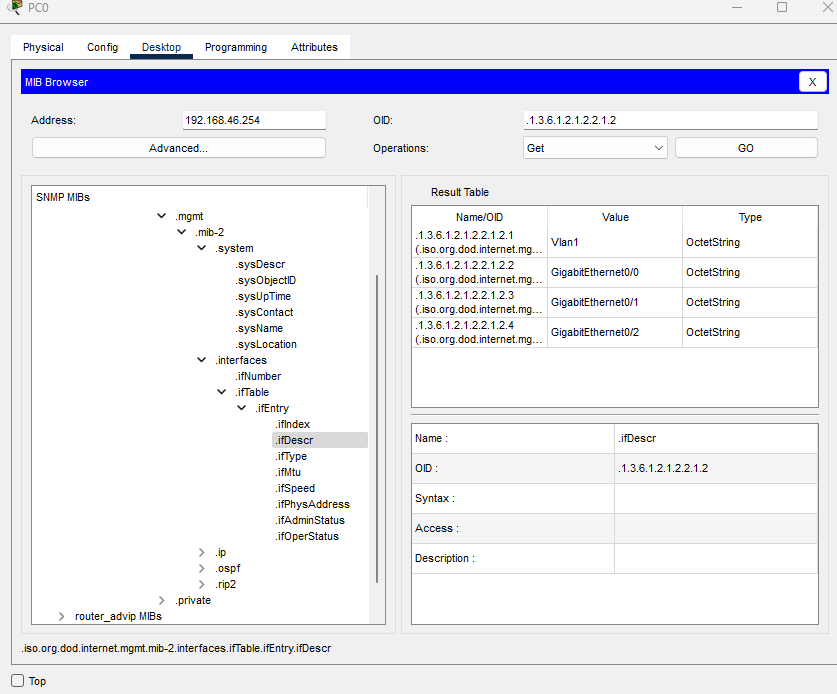 PC0
Physical Config Desktop Programming Attributes
MIB Browser X
Address: 192.168.46.254 OID: .1.3.6.1.2.1.2.2.1.2
Advanced... Operations: Get GO
SNMP MIBs
.mgmt
.mib-2
.system
.sysDescr
.sysObjectID
.sysUpTime
.sysContact
.sysName
.sysLocation
.interfaces
.ifNumber
.ifTable
.ifEntry
.ifIndex
.ifDescr
.ifType
.ifMtu
.ifSpeed
.ifPhysAddress
.ifAdminStatus
.ifOperStatus
.ip
.ospf
.rip2
.private
router_advip MIBs
Result Table
Name/OID Value Type
.1.3.6.1.2.1.2.2.1.2.1
(.iso.org.dod.internet.mg... Vlan1 OctetString
.1.3.6.1.2.1.2.2.1.2.2
(.iso.org.dod.internet.mg... GigabitEthernet0/0 OctetString
.1.3.6.1.2.1.2.2.1.2.3
(.iso.org.dod.internet.mg... GigabitEthernet0/1 OctetString
.1.3.6.1.2.1.2.2.1.2.4
(.iso.org.dod.internet.mg... GigabitEthernet0/2 OctetString
Name : .ifDescr
OID : .1.3.6.1.2.1.2.2.1.2
Syntax :
Access :
Description :
.iso.org.dod.internet.mgmt.mib-2.interfaces.ifTable.ifEntry.ifDescr
Top